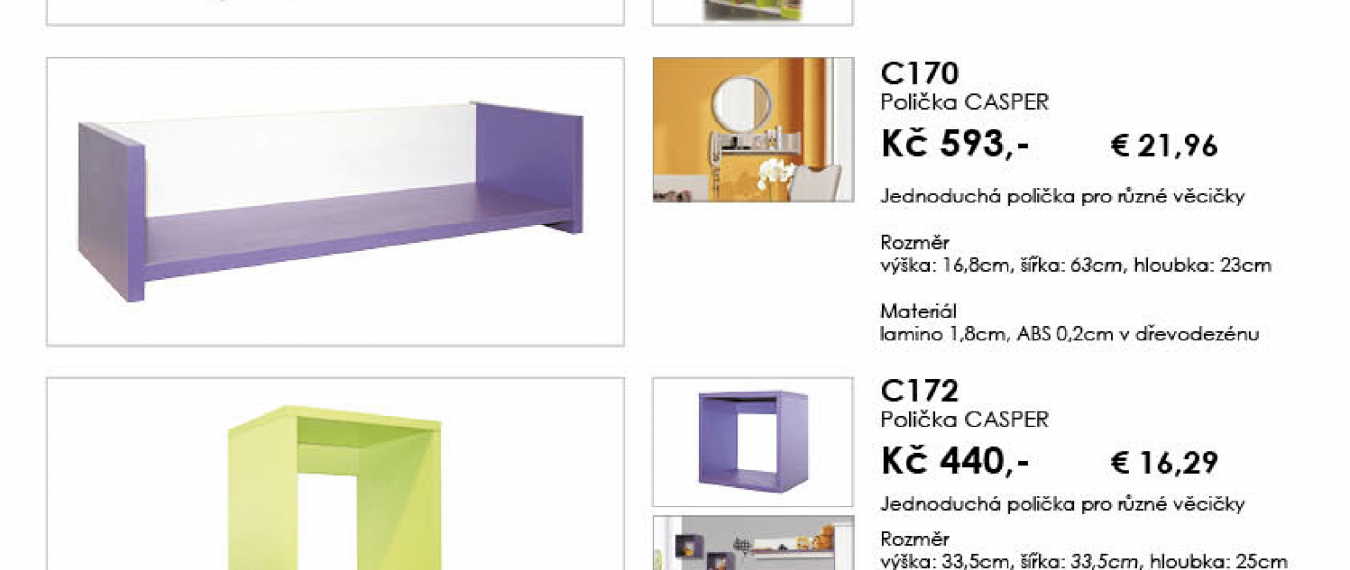 C170
Polička CASPER
Kč 593,- € 21,96
Jednoduchá polička pro různé věcičky
Rozměr
výška: 16,8cm, šířka: 63cm, hloubka: 23cm
Materiál
lamino 1,8cm, ABS 0,2cm v dřevodezénu
C172
Polička CASPER
Kč 440,- € 16,29
Jednoduchá polička pro různé věcičky
Rozměr
výška: 33,5cm, šířka: 33,5cm, hloubka: 25cm